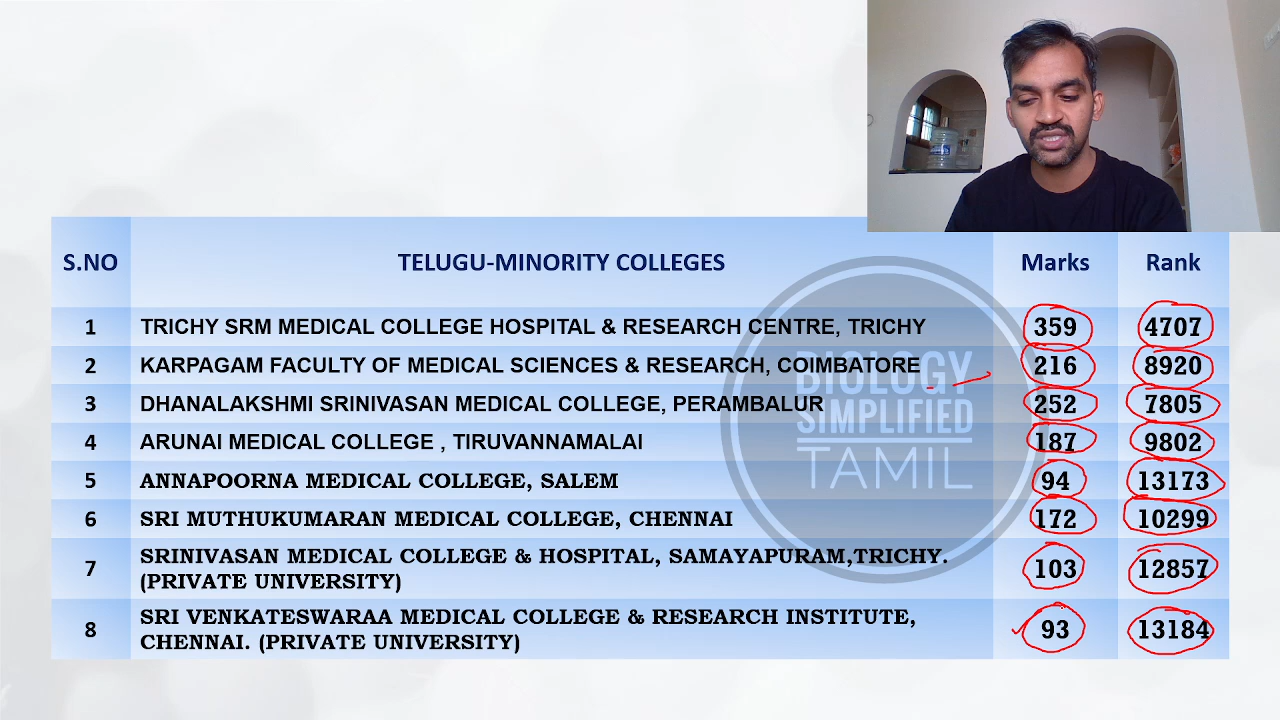 S.NO TELUGU-MINORITY COLLEGES Marks Rank
1 TRICHY SRM MEDICAL COLLEGE HOSPITAL & RESEARCH CENTRE, TRICHY 359 4707
2 KARPAGAM FACULTY OF MEDICAL SCIENCES & RESEARCH, COIMBATORE 216 8920
3 DHANALAKSHMI SRINIVASAN MEDICAL COLLEGE, PERAMBALUR 252 7805
4 ARUNAI MEDICAL COLLEGE , TIRUVANNAMALAI 187 9802
5 ANNAPOORNA MEDICAL COLLEGE, SALEM 94 13173
6 SRI MUTHUKUMARAN MEDICAL COLLEGE, CHENNAI 172 10299
7 SRINIVASAN MEDICAL COLLEGE & HOSPITAL, SAMAYAPURAM,TRICHY. 103 12857
(PRIVATE UNIVERSITY)
8 SRI VENKATESWARAA MEDICAL COLLEGE & RESEARCH INSTITUTE, 93 13184
CHENNAI. (PRIVATE UNIVERSITY)
BIOLOGY
SIMPLIFIED
TAMIL